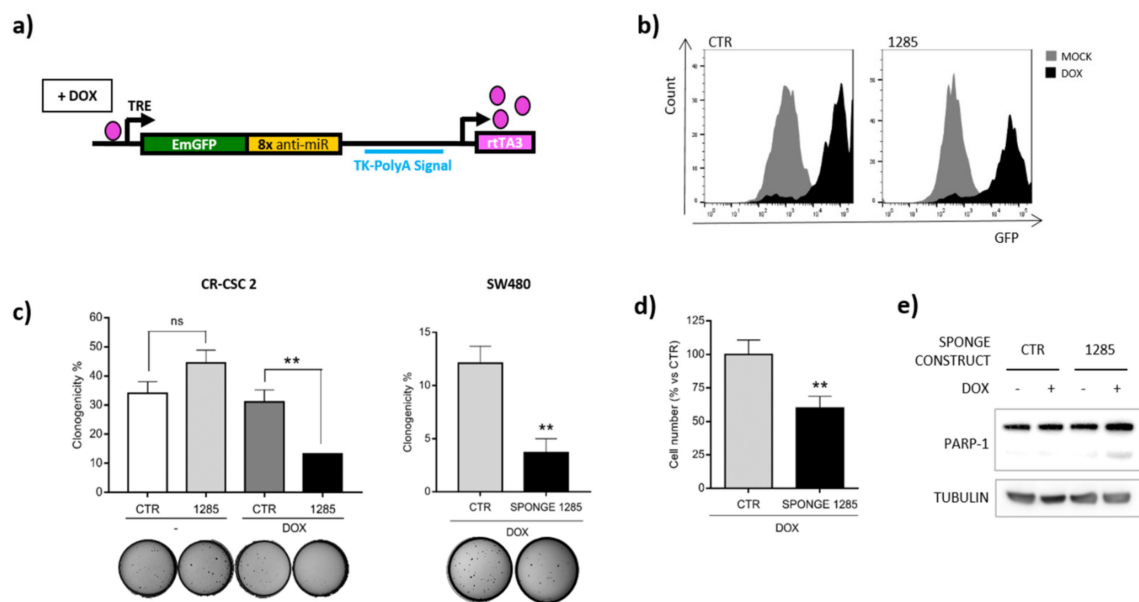 a)
+ DOX
TRE
EmGFP
8x anti-miR
TK-PolyA Signal
rtTA3
b)
CTR
1285
MOCK
DOX
Count
GFP
c)
CR-CSC 2
Clonogenicity %
60
50
40
30
20
10
0
ns
**
CTR
1285
CTR
1285
-
DOX
SW480
Clonogenicity %
15
10
5
0
**
CTR
SPONGE 1285
DOX
d)
Cell number (% vs CTR)
125
100
75
50
25
0
**
CTR
SPONGE 1285
DOX
e)
SPONGE
CONSTRUCT
CTR
1285
DOX
- + - +
PARP-1
TUBULIN